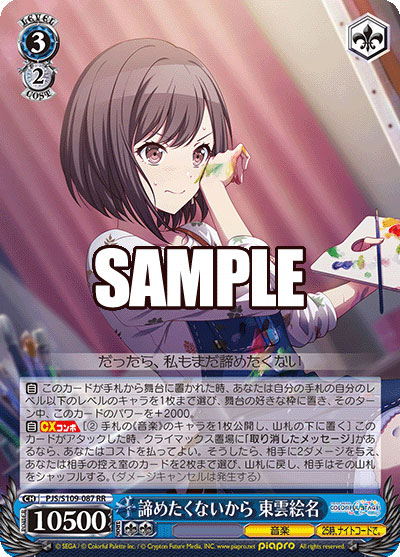 LEVEL
3
2
COST
SAMPLE
だったら、私もまだ諦めたくない
自 このカードが手札から舞台に置かれた時、あなたは自分の手札の自分の
レベル以下のレベルのキャラを1枚まで選び、舞台の好きな枠に置き、そのター
ン中、このカードのパワーを+2000。
自 CXコンボ [② 手札の《音楽》のキャラを1枚公開し、山札の下に置く] この
カードがアタックした時、クライマックス置場に「取り消したメッセージ」が
あるなら、あなたはコストを払ってよい。そうしたら、相手に2ダメージを与え、
あなたは相手の控え室のカードを2枚まで選び、山札に戻し、相手はその山札
をシャッフルする。(ダメージキャンセルは発生する)
CH PJS/S109-087 RR
POWER
10500
諦めたくないから 東雲絵名
COLORFUL STAGE!
音楽
25時、ナイトコードで。
© SEGA / © Colorful Palette Inc. / © Crypton Future Media, INC. www.piapro.net piapro All rights reserved.